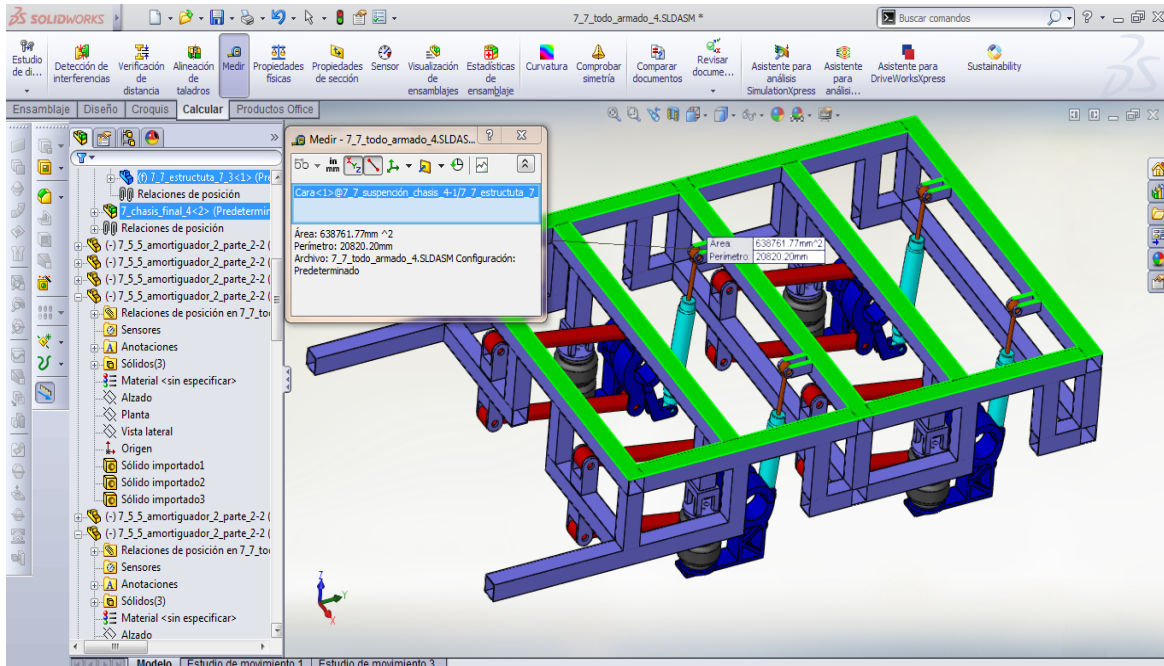 SOLIDWORKS
7_7_todo_armado_4.SLDASM *
Buscar comandos
Estudio de di...
Detección de interferencias
Verificación de distancia
Alineación de taladros
Medir
Propiedades físicas
Propiedades de sección
Sensor
Visualización de ensamblajes
Estadísticas de ensamblaje
Curvatura
Comprobar simetría
Comparar documentos
Revisar docume...
Asistente para análisis SimulationXpress
Asistente para análisi...
Asistente para DriveWorksXpress
Sustainability
Ensamblaje
Diseño
Croquis
Calcular
Productos Office
(f) 7_7_estructuta_7_3<1> (Pre
Relaciones de posición
7_chasis_final_4<2> (Predetermin
Relaciones de posición
(-) 7_5_5_amortiguador_2_parte_2-2 (
(-) 7_5_5_amortiguador_2_parte_2-2 (
(-) 7_5_5_amortiguador_2_parte_2-2 (
(-) 7_5_5_amortiguador_2_parte_2-2 (
Relaciones de posición en 7_7_to
Sensores
Anotaciones
Sólidos(3)
Material <sin especificar>
Alzado
Planta
Vista lateral
Origen
Sólido importado1
Sólido importado2
Sólido importado3
(-) 7_5_5_amortiguador_2_parte_2-2 (
(-) 7_5_5_amortiguador_2_parte_2-2 (
Relaciones de posición en 7_7_to
Sensores
Anotaciones
Sólidos(3)
Material <sin especificar>
Alzado
Medir - 7_7_todo_armado_4.SLDAS...
in
mm
Cara<1>@7_7_suspención_chasis_4-1/7_7_estructuta_7
Área: 638761.77mm ^2
Perímetro: 20820.20mm
Archivo: 7_7_todo_armado_4.SLDASM Configuración:
Predeterminado
Area: 638761.77mm^2
Perimetro: 20820.20mm
Z
Y
X
Modelo
Estudio de movimiento 1
Estudio de movimiento 3